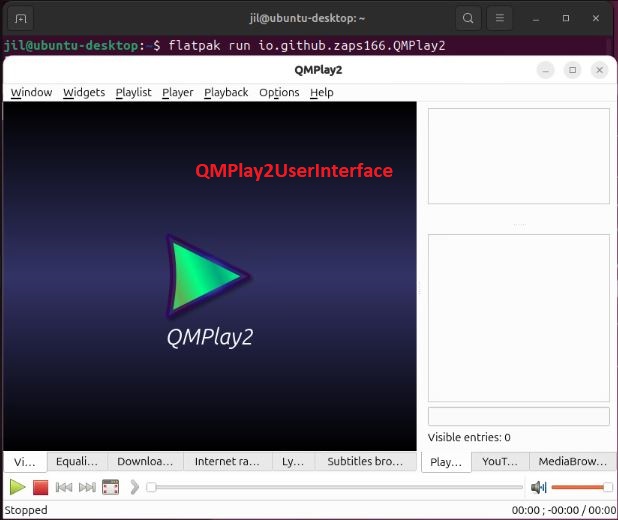 jil@ubuntu-desktop: ~
jil@ubuntu-desktop:~$ flatpak run io.github.zaps166.QMPlay2
QMPlay2
Window Widgets Playlist Player Playback Options Help
QMPlay2UserInterface
QMPlay2
Visible entries: 0
Vi... Equali... Downloa... Internet ra... Ly... Subtitles bro... Play... YouT... MediaBrow...
Stopped 00:00 ; -00:00 / 00:00